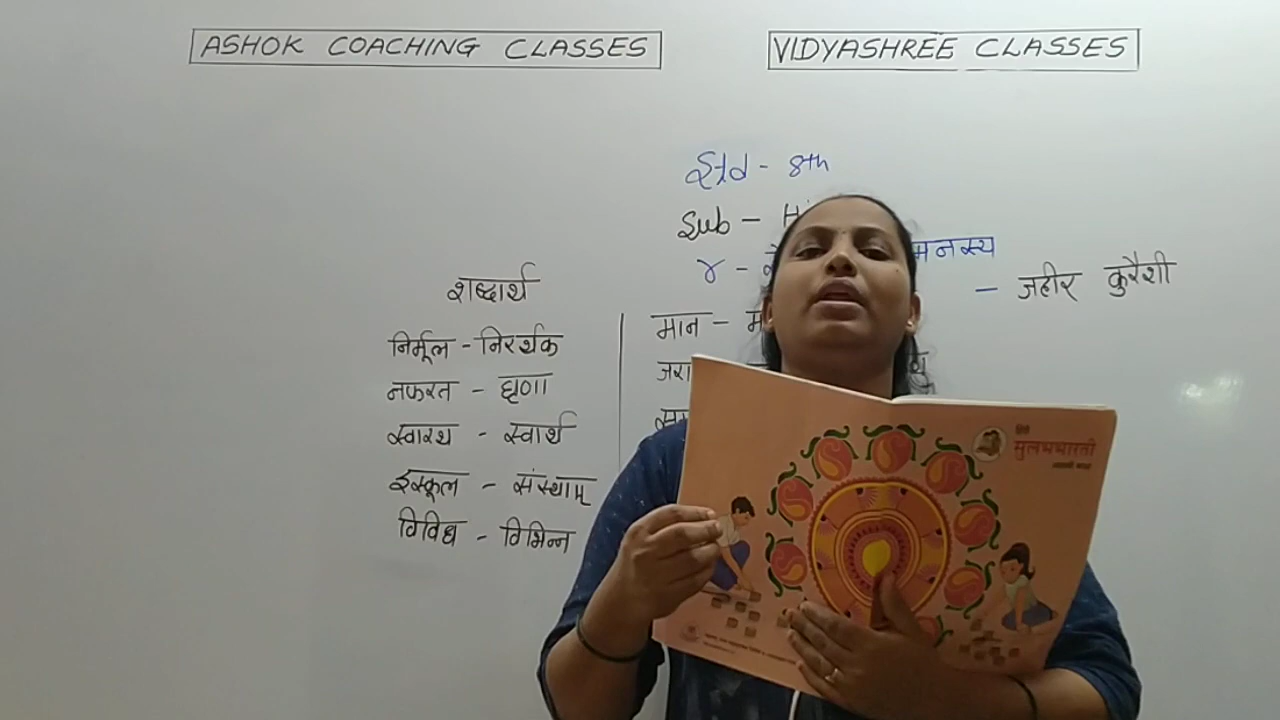 ASHOK COACHING CLASSES
VIDYASHREE CLASSES
Std - 8th
Sub -
४ -
मनस्य
- जहीर कुरैशी
शब्दार्थ
निर्मूल - निरर्थक
नफरत - घृणा
स्वारथ - स्वार्थ
इस्कूल - संस्थाम्
विविध - विभिन्न
मान -
जरा
हिंदी
सुलभभारती